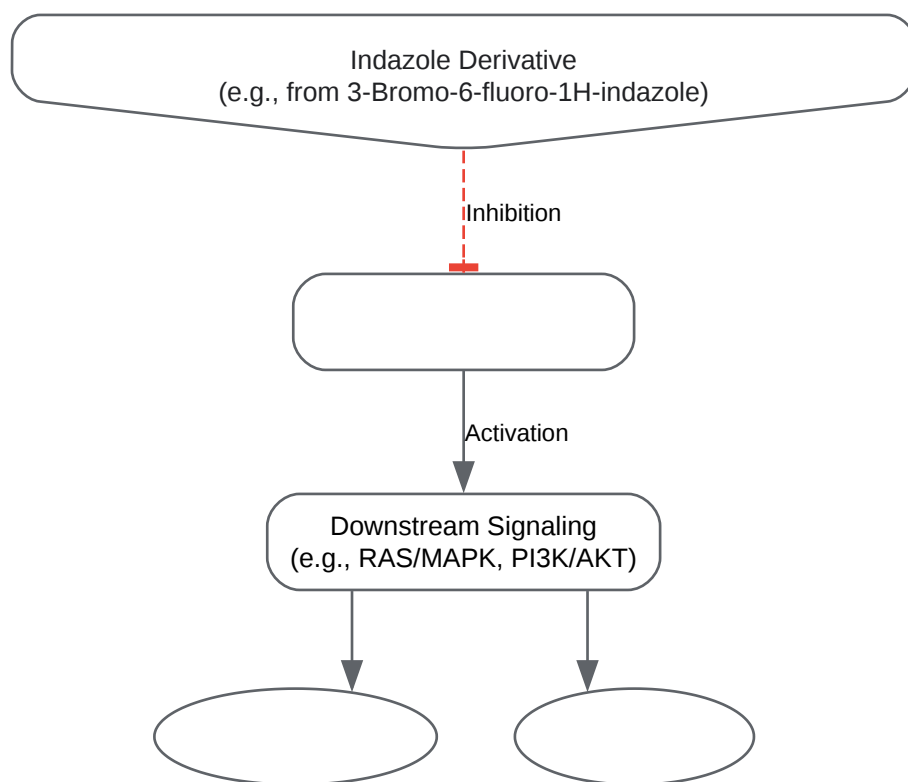 Indazole Derivative
(e.g., from 3-Bromo-6-fluoro-1H-indazole)
Inhibition
Activation
Downstream Signaling
(e.g., RAS/MAPK, PI3K/AKT)